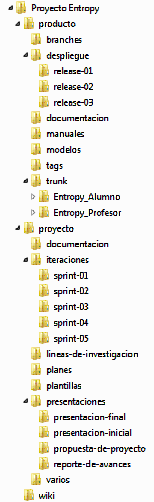 Proyecto Entropy
producto
branches
despliegue
release-01
release-02
release-03
documentacion
manuales
modelos
tags
trunk
Entropy_Alumno
Entropy_Profesor
proyecto
documentacion
iteraciones
sprint-01
sprint-02
sprint-03
sprint-04
sprint-05
lineas-de-investigacion
planes
plantillas
presentaciones
presentacion-final
presentacion-inicial
propuesta-de-proyecto
reporte-de-avances
varios
wiki